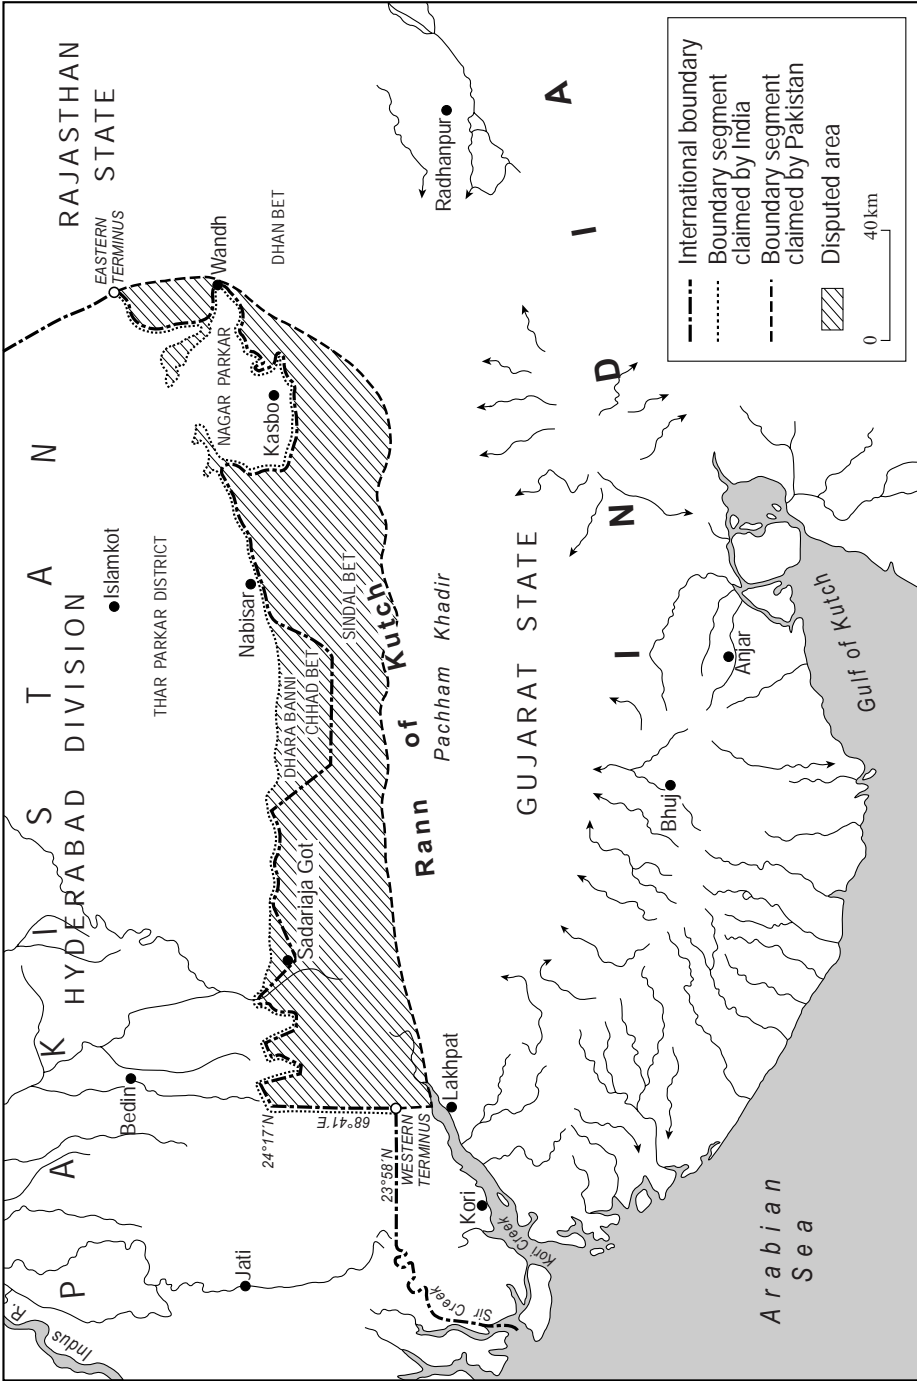 PAKISTAN
HYDERABAD DIVISION
RAJASTHAN
STATE
Indus R.
Jati
Bedin
Islamkot
THAR PARKAR DISTRICT
EASTERN
TERMINUS
Wandh
DHAN BET
NAGAR PARKAR
Kasbo
Nabisar
DHARA BANNI
CHHAD BET
SINDAL BET
Sadariaja Got
24°17´N
68°41´E
23°58´N
WESTERN
TERMINUS
Rann of Kutch
Pachham Khadir
Lakhpat
Kori
Kori Creek
Sir Creek
Radhanpur
GUJARAT STATE
INDIA
Bhuj
Anjar
Gulf of Kutch
Arabian
Sea
International boundary
Boundary segment
claimed by India
Boundary segment
claimed by Pakistan
Disputed area
0 40 km